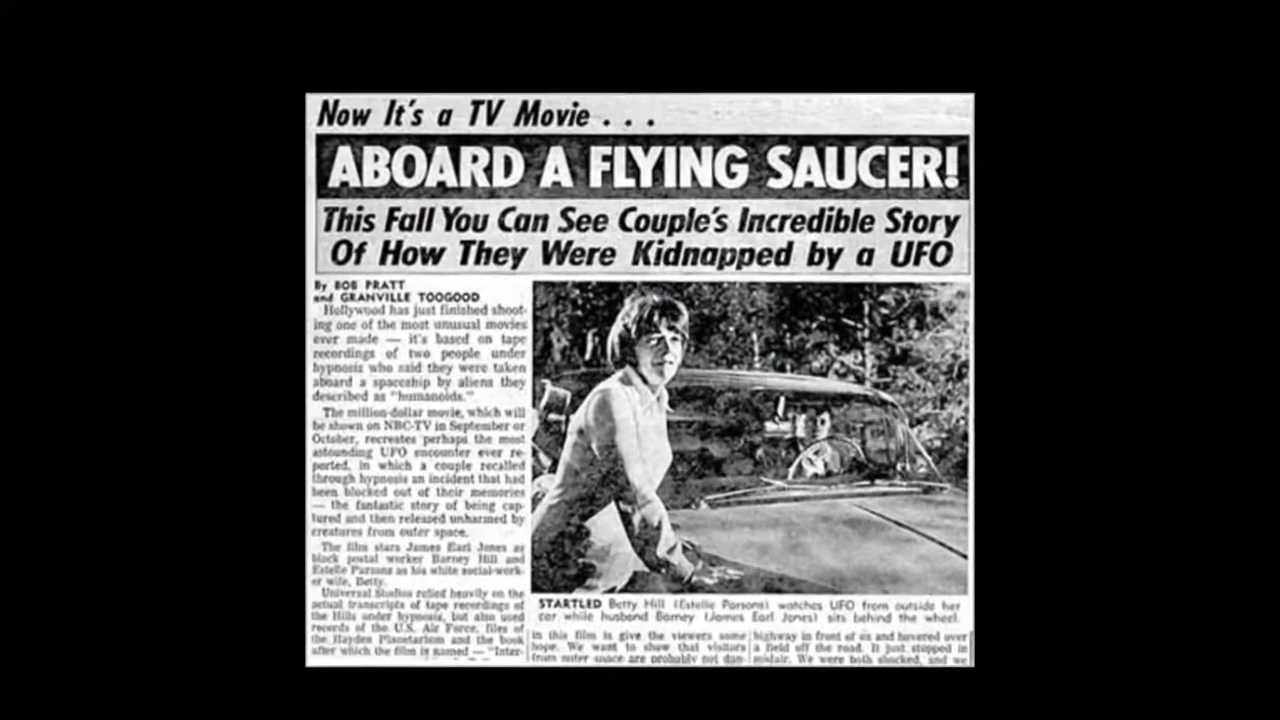 Now It's a TV Movie . . .
ABOARD A FLYING SAUCER!
This Fall You Can See Couple's Incredible Story
Of How They Were Kidnapped by a UFO
By BOB PRATT
and GRANVILLE TOOGOOD
Hollywood has just finished shoot-
ing one of the most unusual movies
ever made — it's based on tape
recordings of two people under
hypnosis who said they were taken
aboard a spaceship by aliens they
described as "humanoids."
The million-dollar movie, which will
be shown on NBC-TV in September or
October, recreates perhaps the most
astounding UFO encounter ever re-
ported, in which a couple recalled
through hypnosis an incident that had
been blocked out of their memories
— the fantastic story of being cap-
tured and then released unharmed by
creatures from outer space.
The film stars James Earl Jones as
black postal worker Barney Hill and
Estelle Parsons as his white social-work-
er wife, Betty.
Universal Studios relied heavily on the
actual transcripts of tape recordings of
the Hills under hypnosis, but also used
records of the U.S. Air Force, files of
the Hayden Planetarium and the book
after which the film is named — "Inter-
STARTLED Betty Hill (Estelle Parsons) watches UFO from outside her
car while husband Barney (James Earl Jones) sits behind the wheel.
in this film is give the viewers some
hope. We want to show that visitors
from outer space are probably not dan-
highway in front of us and hovered over
a field off the road. It just stopped in
midair. We were both shocked, and we